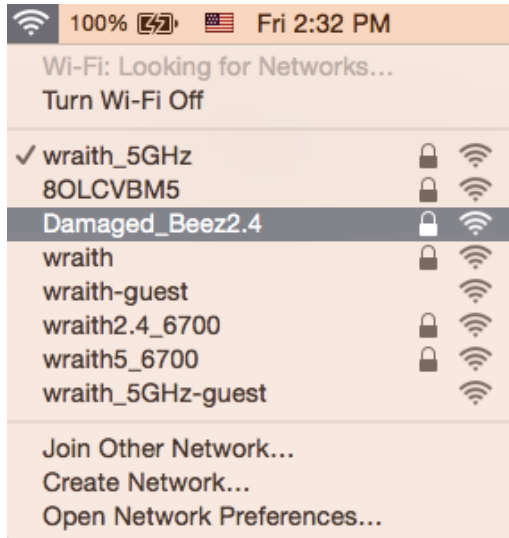 100% Fri 2:32 PM
Wi-Fi: Looking for Networks...
Turn Wi-Fi Off
wraith_5GHz
8OLCVBM5
Damaged_Beez2.4
wraith
wraith-guest
wraith2.4_6700
wraith5_6700
wraith_5GHz-guest
Join Other Network...
Create Network...
Open Network Preferences...